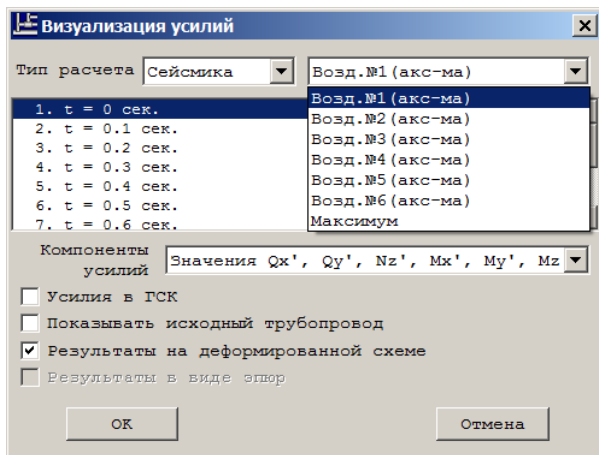 Визуализация усилий
Тип расчета Сейсмика Возд.№1(акс-ма)
1. t = 0 сек.
2. t = 0.1 сек.
3. t = 0.2 сек.
4. t = 0.3 сек.
5. t = 0.4 сек.
6. t = 0.5 сек.
7. t = 0.6 сек.
Возд.№1(акс-ма)
Возд.№2(акс-ма)
Возд.№3(акс-ма)
Возд.№4(акс-ма)
Возд.№5(акс-ма)
Возд.№6(акс-ма)
Максимум
Компоненты
усилий
Значения Qx', Qy', Nz', Mx', My', Mz
Усилия в ГСК
Показывать исходный трубопровод
Результаты на деформированной схеме
Результаты в виде эпюр
OK Отмена